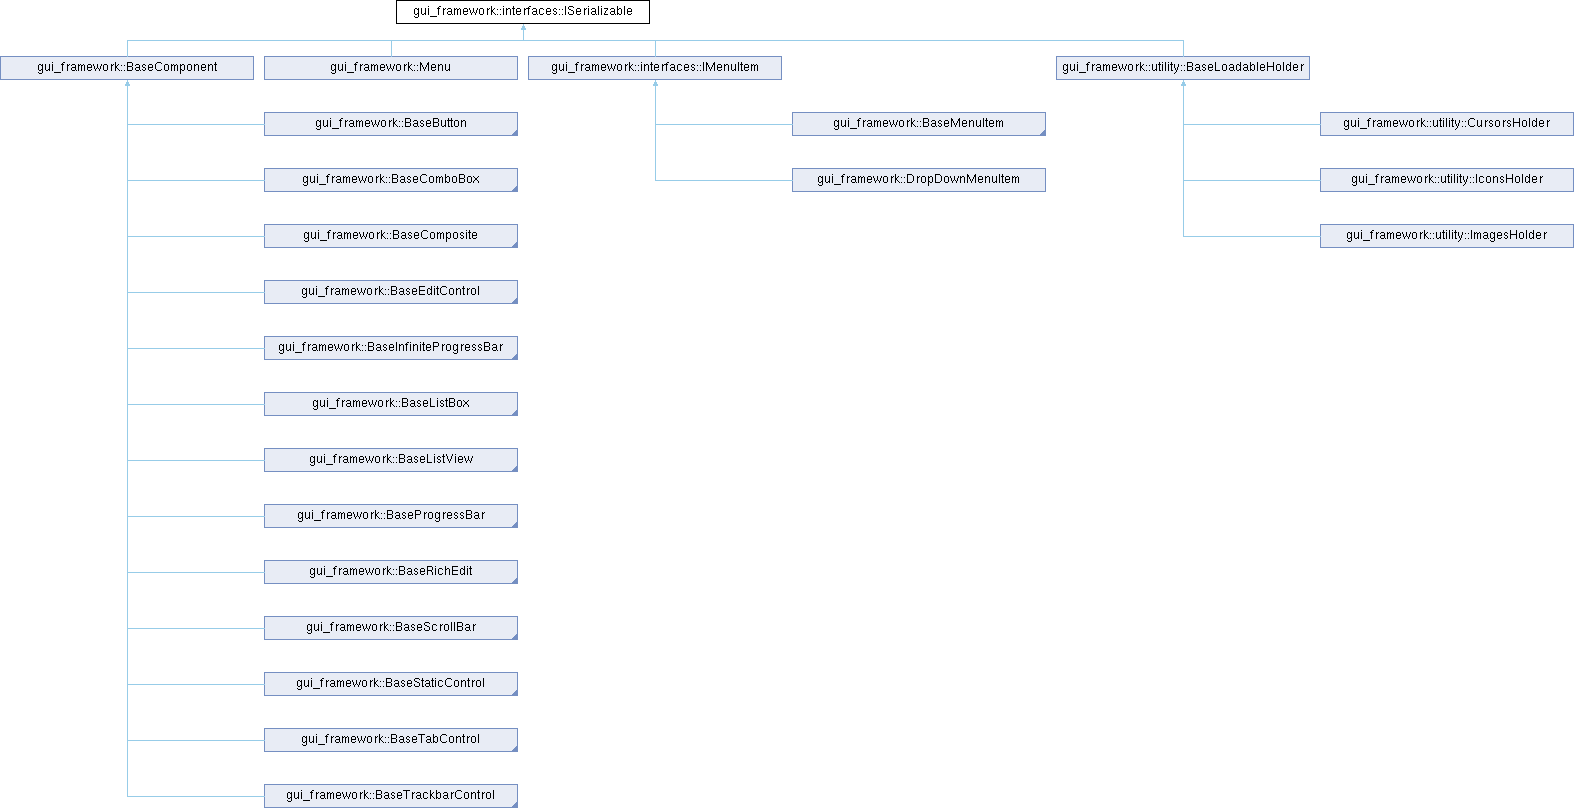 gui_framework::interfaces::ISerializable
gui_framework::BaseComponent
gui_framework::Menu
gui_framework::interfaces::IMenuItem
gui_framework::utility::BaseLoadableHolder
gui_framework::BaseButton
gui_framework::BaseMenuItem
gui_framework::utility::CursorsHolder
gui_framework::BaseComboBox
gui_framework::DropDownMenuItem
gui_framework::utility::IconsHolder
gui_framework::BaseComposite
gui_framework::utility::ImagesHolder
gui_framework::BaseEditControl
gui_framework::BaseInfiniteProgressBar
gui_framework::BaseListBox
gui_framework::BaseListView
gui_framework::BaseProgressBar
gui_framework::BaseRichEdit
gui_framework::BaseScrollBar
gui_framework::BaseStaticControl
gui_framework::BaseTabControl
gui_framework::BaseTrackbarControl